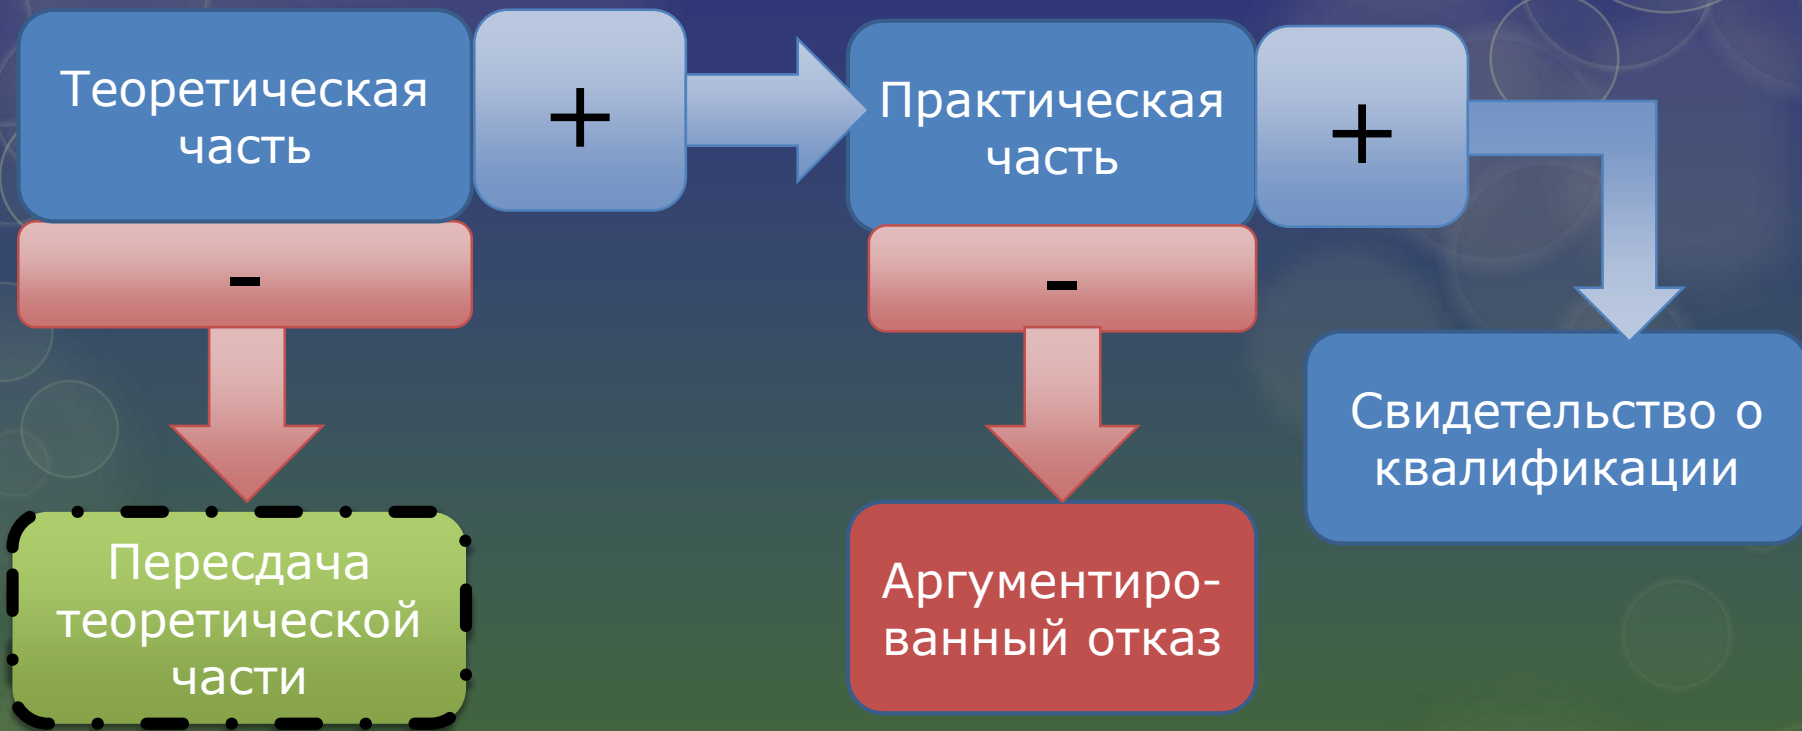 Теоретическая
часть
+
Практическая
часть
+
-
-
Свидетельство о
квалификации
Пересдача
теоретической
части
Аргументиро-
ванный отказ